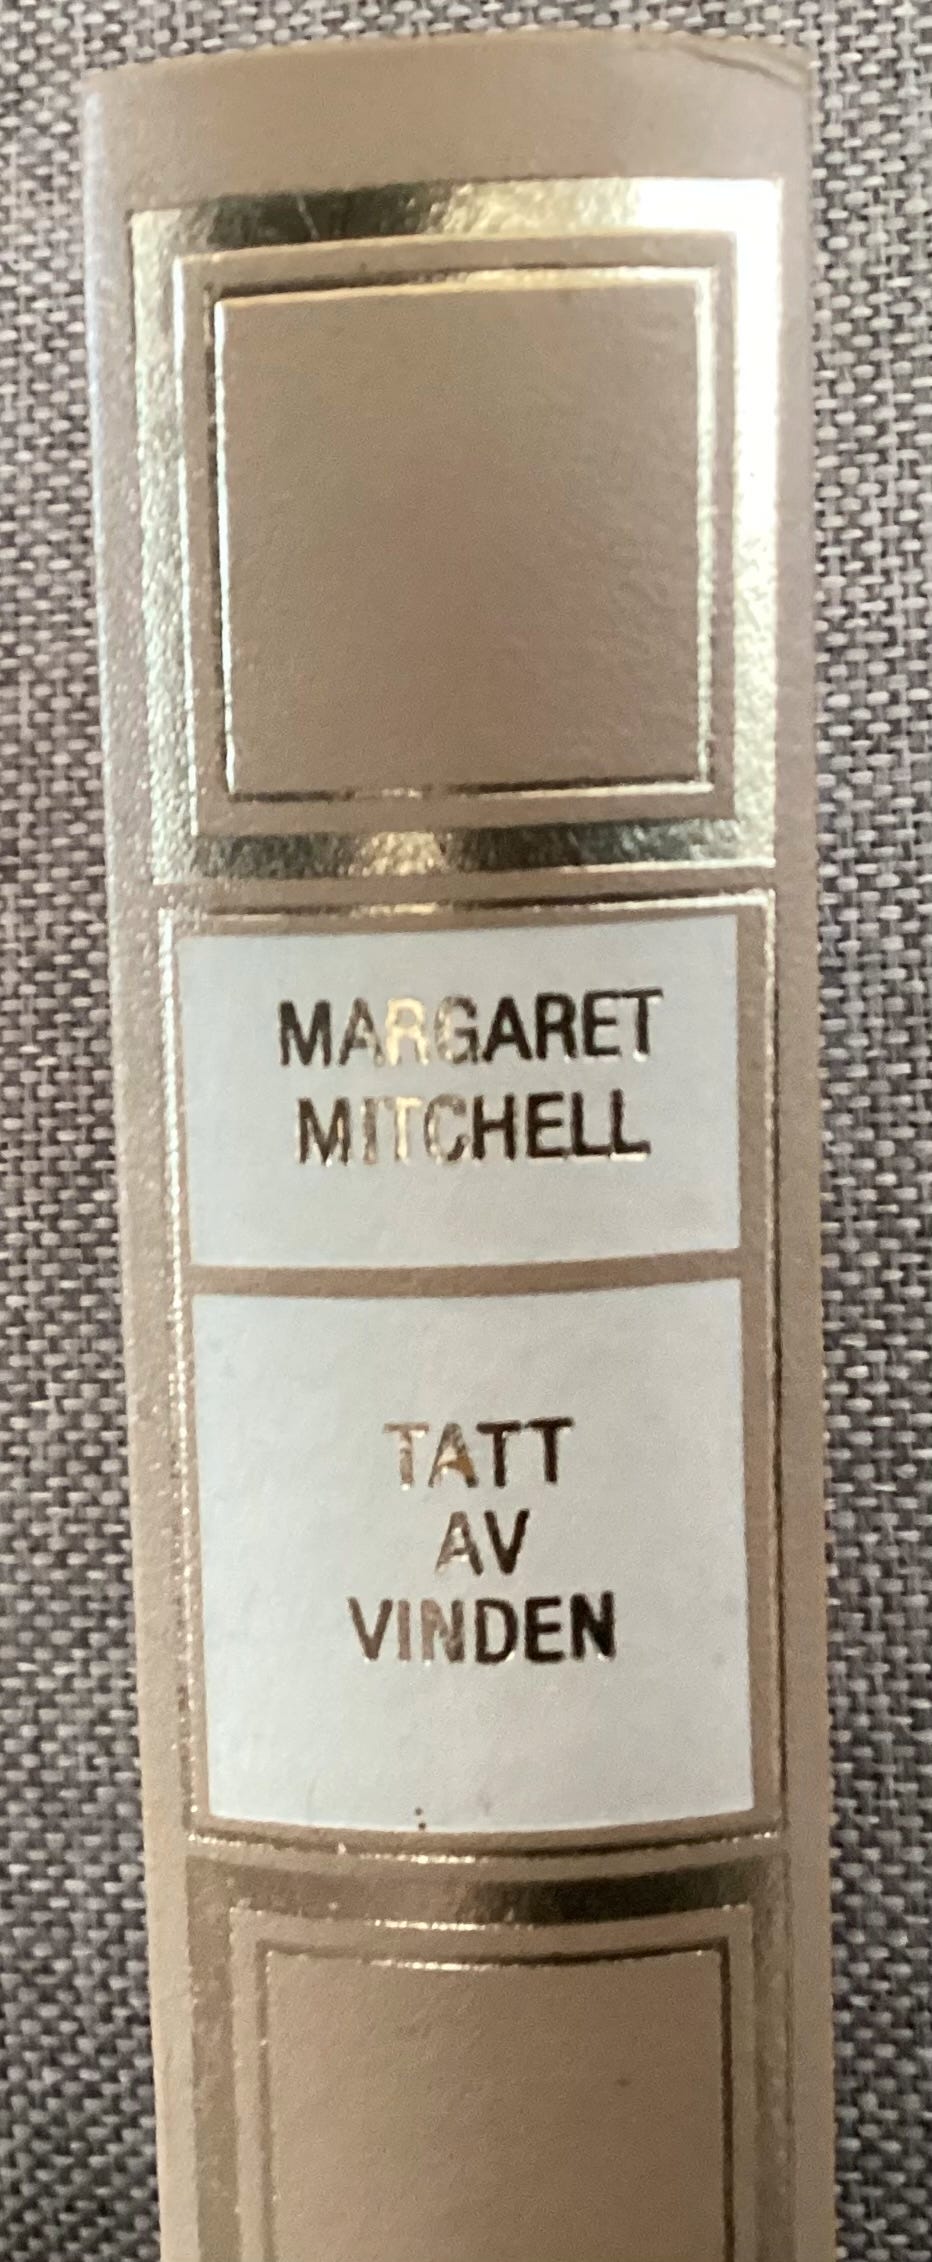 MARGARET
MITCHELL
TATT
AV
VINDEN